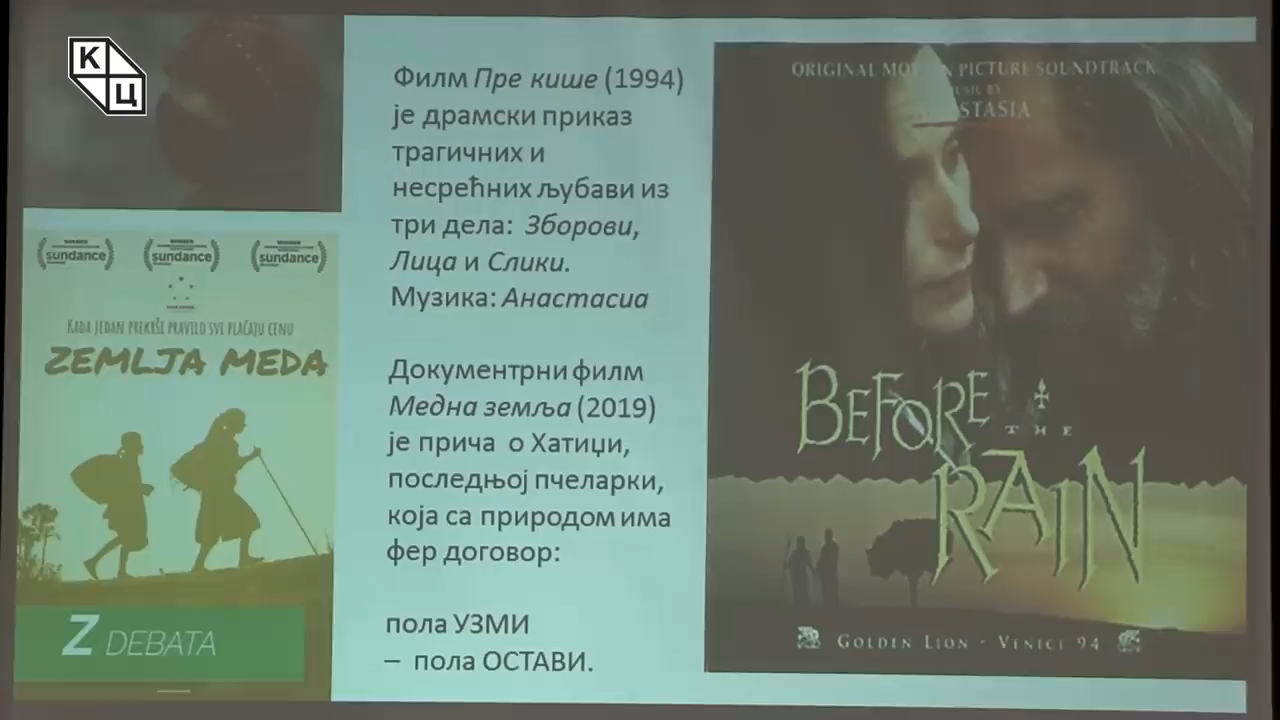 К
Ц
Филм Пре кише (1994)
је драмски приказ
трагичних и
несрећних љубави из
три дела: Зборови,
Лица и Слики.
Музика: Анастасиа
Документрни филм
Медна земља (2019)
је прича о Хатиџи,
последњој пчеларки,
која са природом има
фер договор:
пола УЗМИ
– пола ОСТАВИ.
sundance
sundance
sundance
KADA JEDAN PREKRŠI PRAVILO SVI PLAĆAJU CENU
ZEMLJA MEDA
Z DEBATA
ORIGINAL MOTION PICTURE SOUNDTRACK
BY
BEFORE
THE
RAIN
GOLDEN LION - VENICE 94